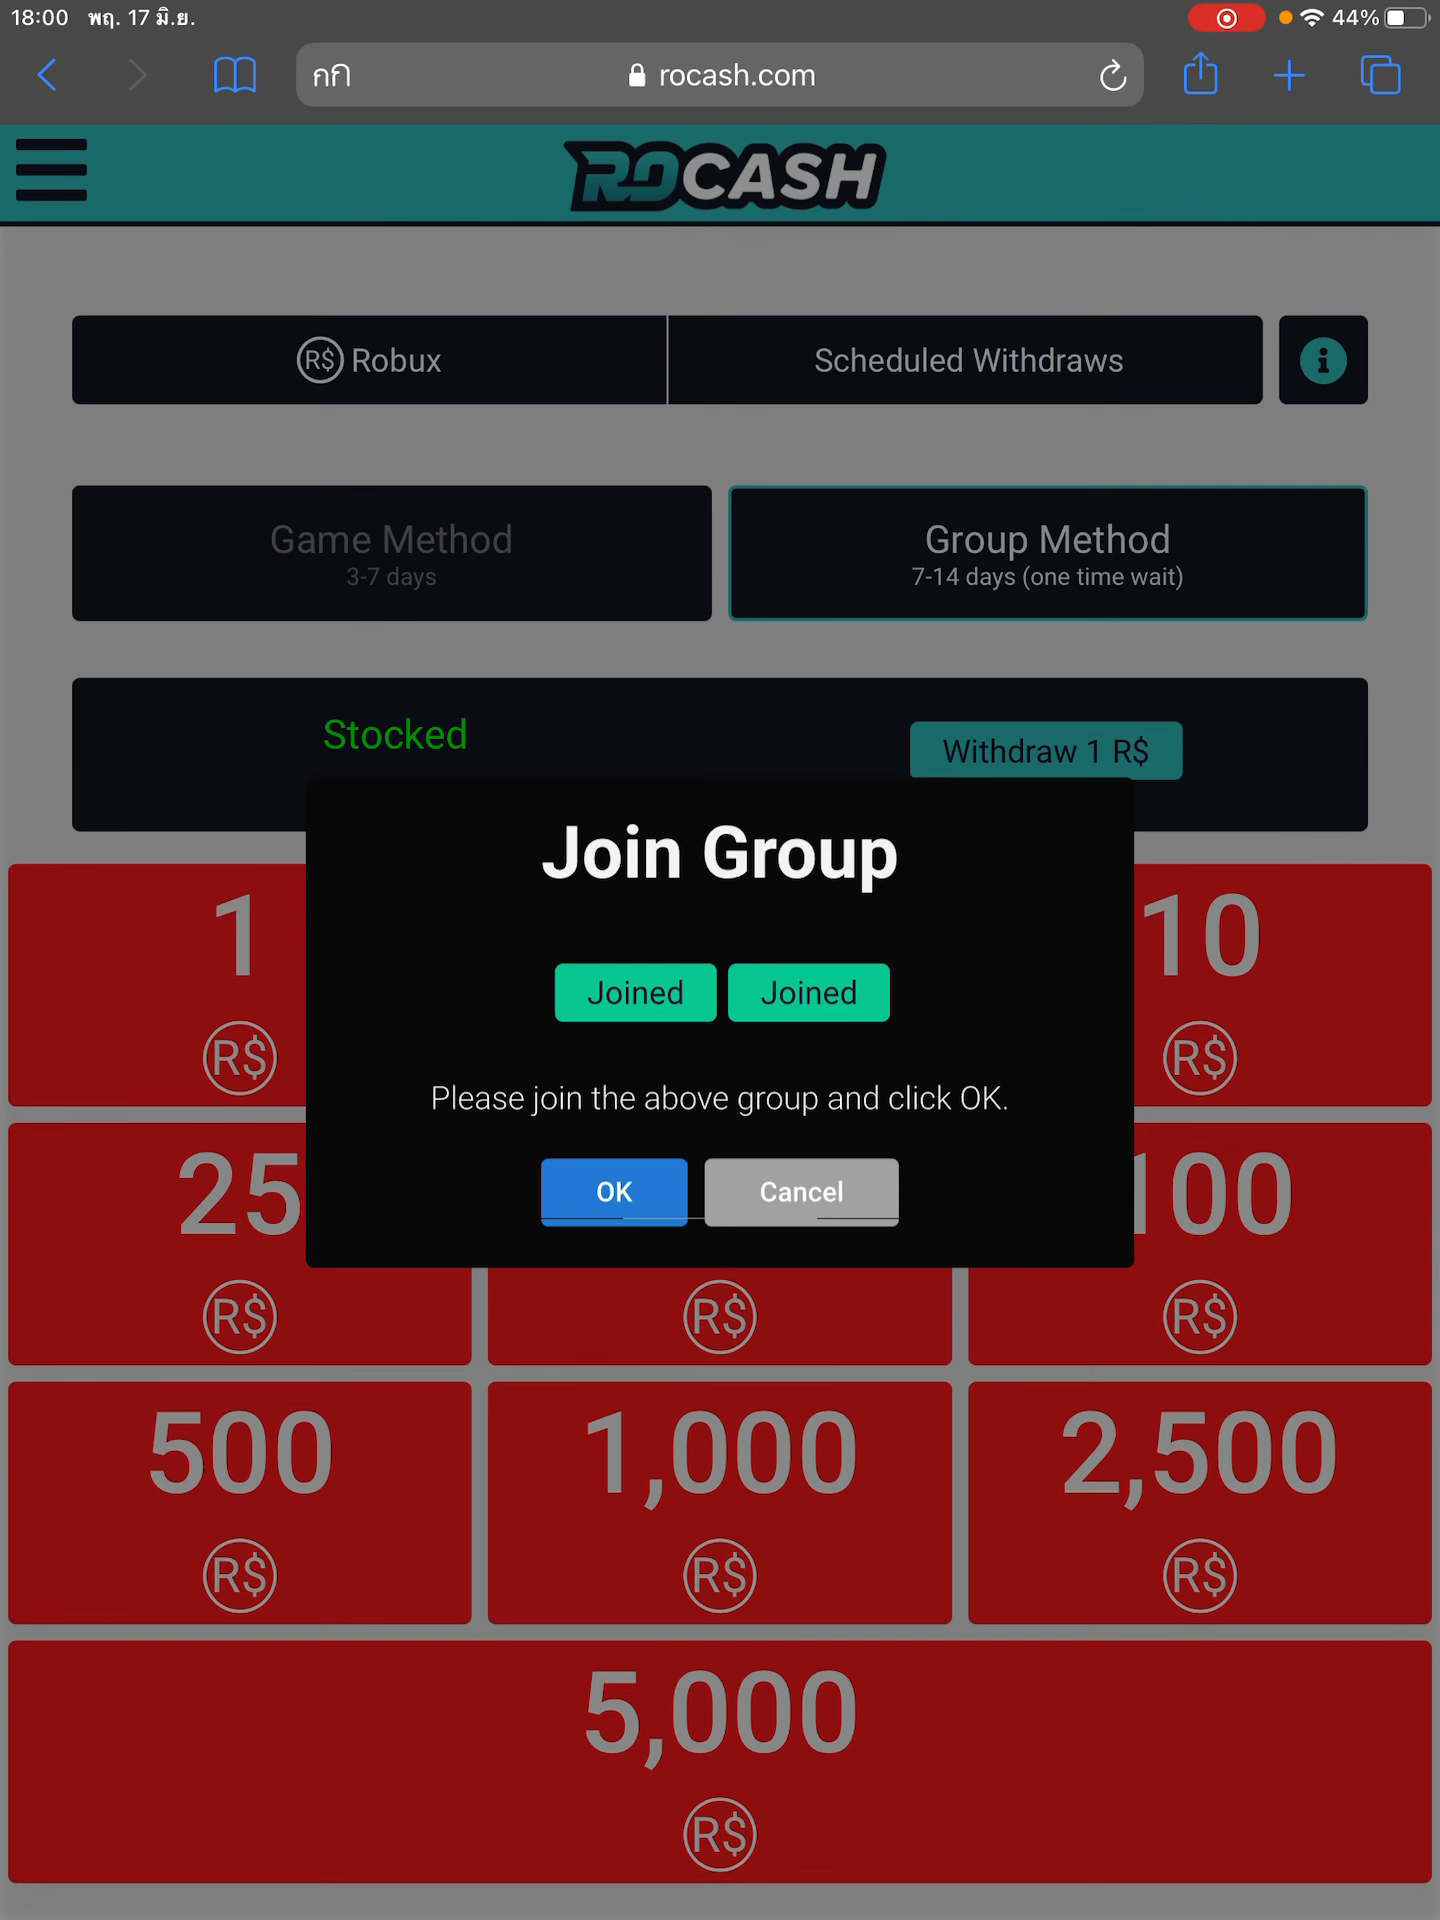 18:00 พฤ. 17 มิ.ย. 44%
กก rocash.com
ROCASH
R$ Robux Scheduled Withdraws
Game Method
3-7 days
Group Method
7-14 days (one time wait)
Stocked
Withdraw 1 R$
Join Group
Joined Joined
Please join the above group and click OK.
OK Cancel
1 10
R$ R$
25 100
R$ R$ R$
500 1,000 2,500
R$ R$ R$
5,000
R$